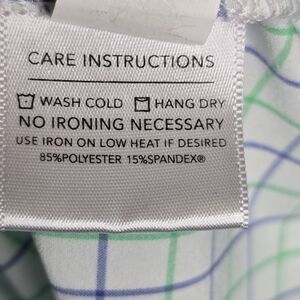 CARE INSTRUCTIONS
WASH COLD HANG DRY
NO IRONING NECESSARY
USE IRON ON LOW HEAT IF DESIRED
85%POLYESTER 15%SPANDEX®